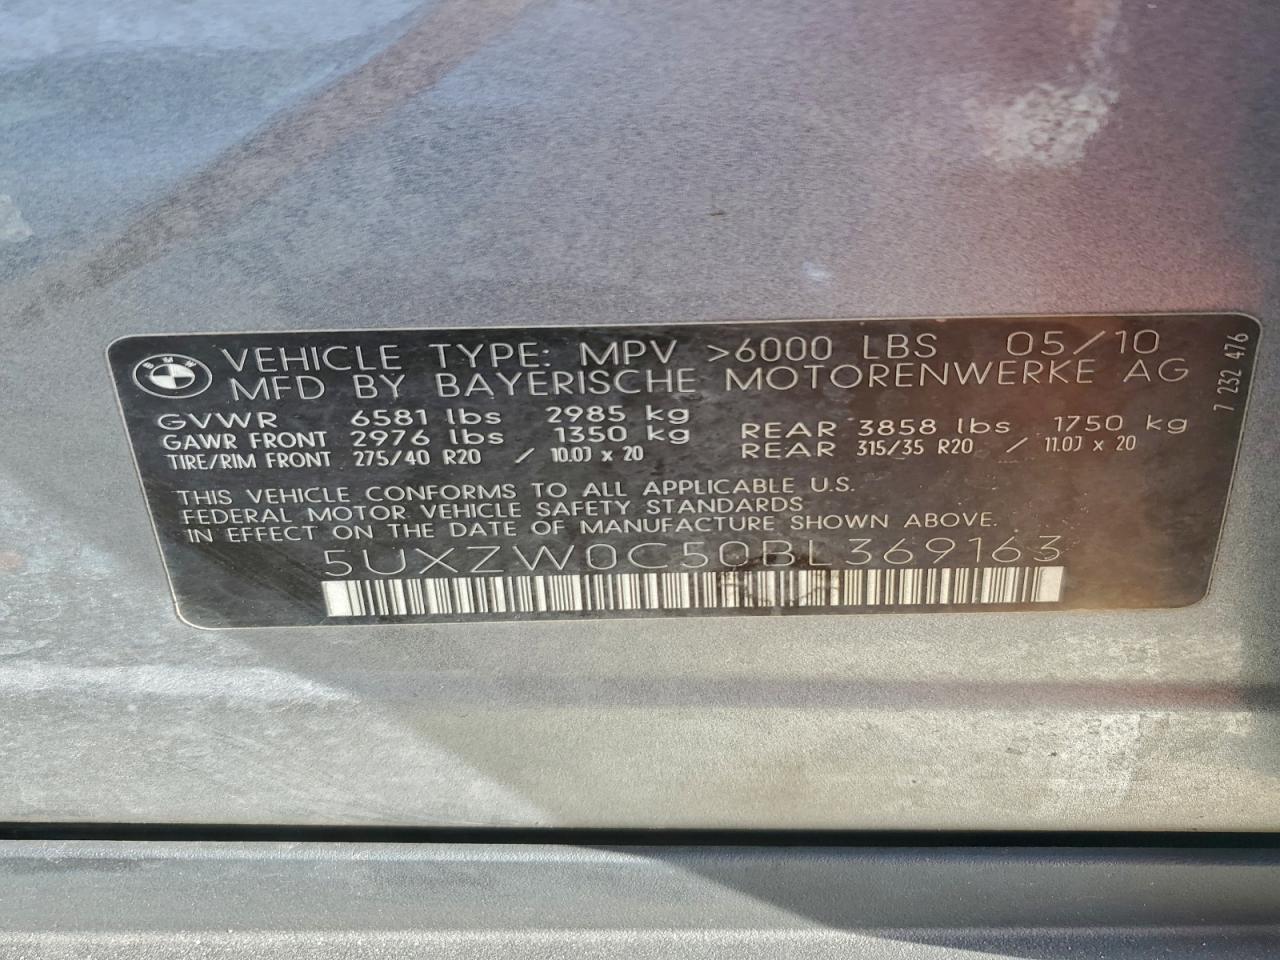 BMW
VEHICLE TYPE: MPV >6000 LBS 05/10
MFD BY BAYERISCHE MOTORENWERKE AG
GVWR 6581 lbs 2985 kg
GAWR FRONT 2976 lbs 1350 kg REAR 3858 lbs 1750 kg
TIRE/RIM FRONT 275/40 R20 / 10.0J x 20 REAR 315/35 R20 / 11.0J x 20
THIS VEHICLE CONFORMS TO ALL APPLICABLE U.S.
FEDERAL MOTOR VEHICLE SAFETY STANDARDS
IN EFFECT ON THE DATE OF MANUFACTURE SHOWN ABOVE.
5UXZW0C50BL369163
7 232 476